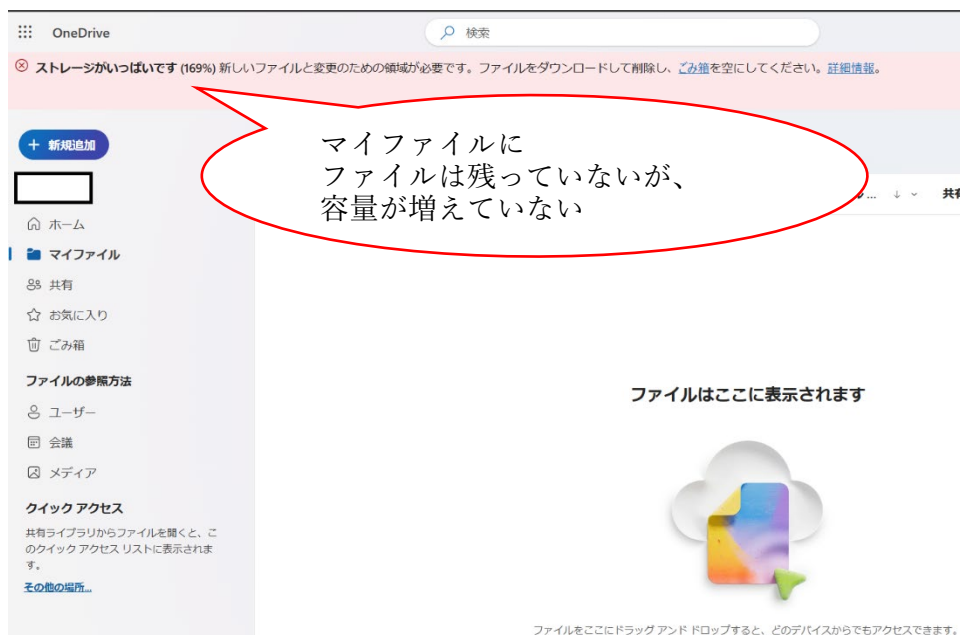 OneDrive
検索
ストレージがいっぱいです (169%) 新しいファイルと変更のための領域が必要です。ファイルをダウンロードして削除し、ごみ箱を空にしてください。詳細情報。
+ 新規追加
マイファイルに
ファイルは残っていないが、
容量が増えていない
ホーム
マイファイル
共有
お気に入り
ごみ箱
ファイルの参照方法
ユーザー
会議
メディア
クイック アクセス
共有ライブラリからファイルを開くと、こ
のクイック アクセス リストに表示されま
す。
その他の場所...
ファイルはここに表示されます
ファイルをここにドラッグ アンド ドロップすると、どのデバイスからでもアクセスできます。